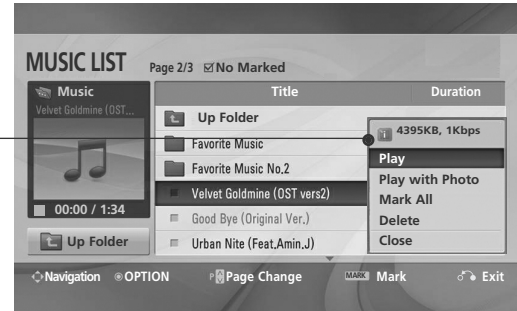 MUSIC LIST
Page 2/3 ☑ No Marked
Music
Velvet Goldmine (OST...
00:00 / 1:34
Up Folder
Title Duration
Up Folder
Favorite Music
Favorite Music No.2
Velvet Goldmine (OST vers2)
Good Bye (Original Ver.)
Urban Nite (Feat.Amin.J)
4395KB, 1Kbps
Play
Play with Photo
Mark All
Delete
Close
Navigation OPTION P Page Change MARK Mark Exit